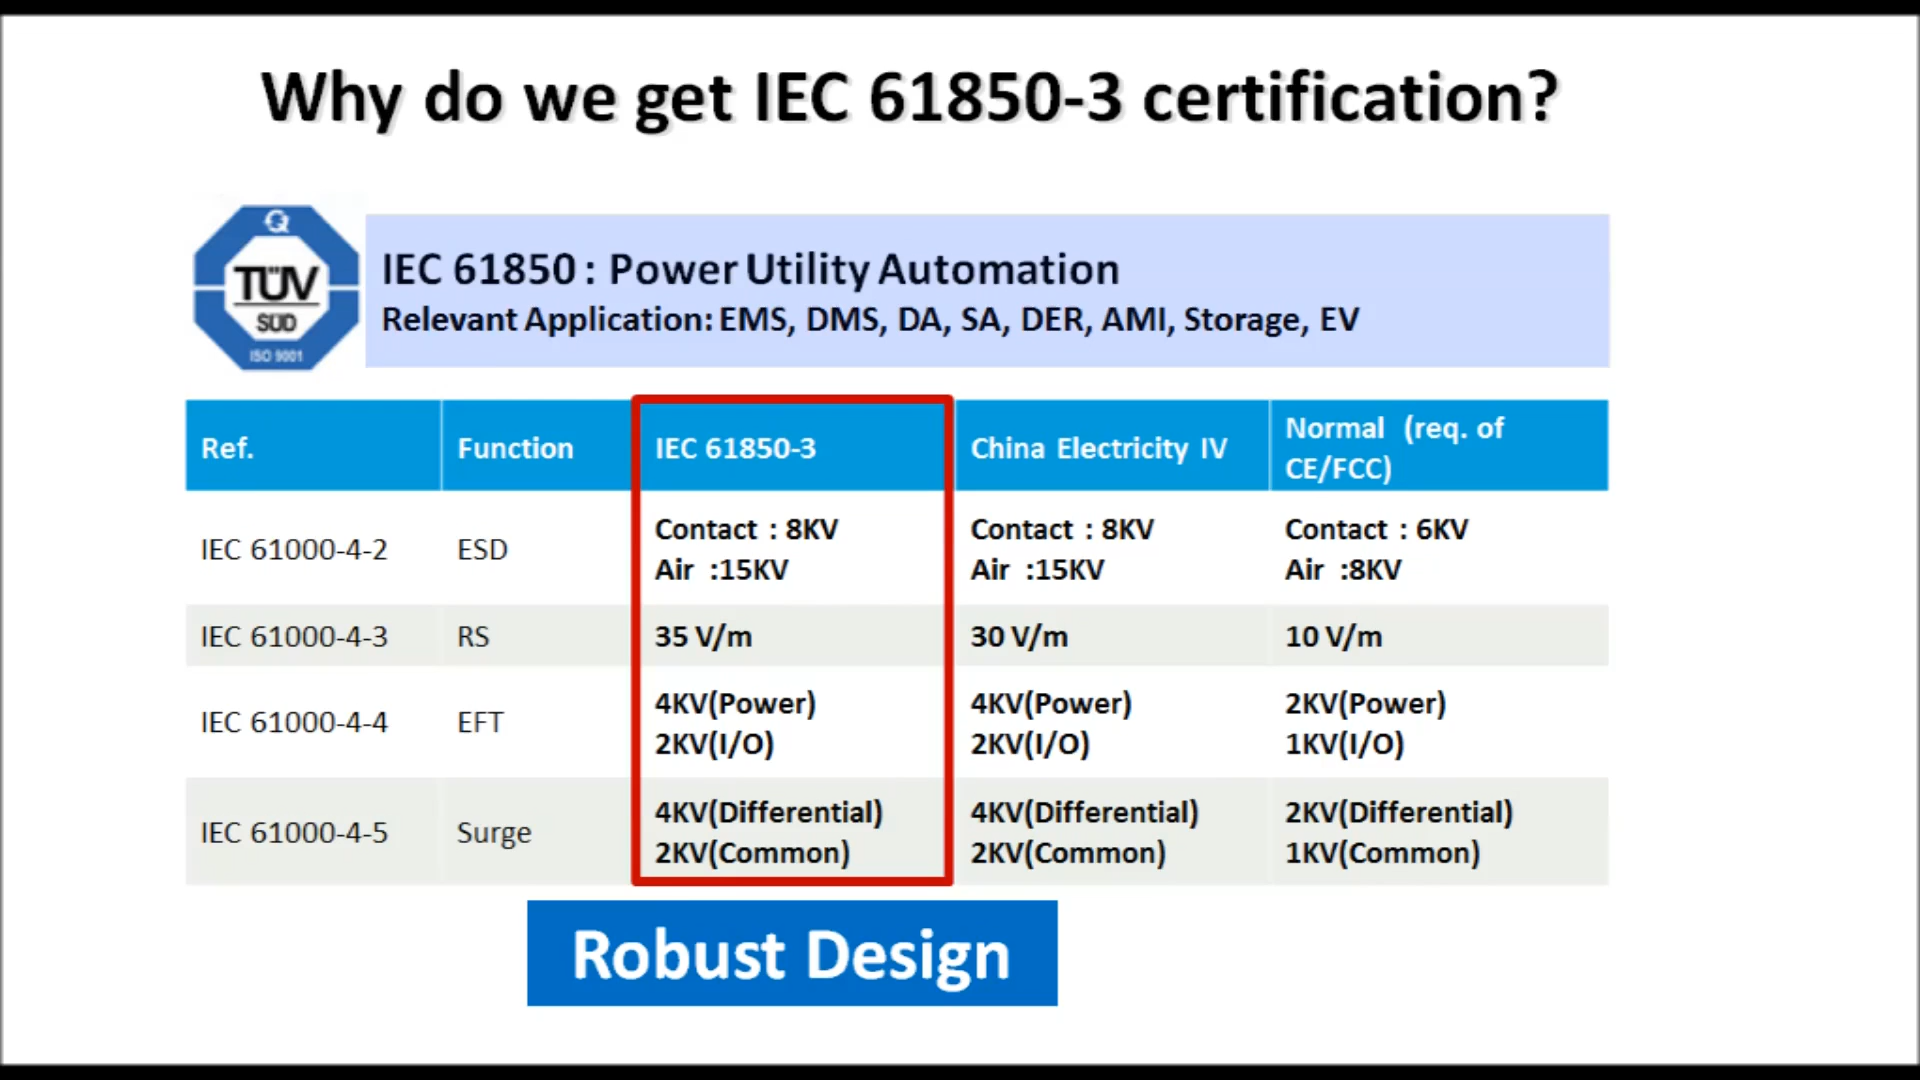 Why do we get IEC 61850-3 certification?
Q
TÜV
SÜD
ISO 9001
IEC 61850 : Power Utility Automation
Relevant Application: EMS, DMS, DA, SA, DER, AMI, Storage, EV
Ref.
Function
IEC 61850-3
China Electricity IV
Normal (req. of
CE/FCC)
IEC 61000-4-2
ESD
Contact : 8KV
Air :15KV
Contact : 8KV
Air :15KV
Contact : 6KV
Air :8KV
IEC 61000-4-3
RS
35 V/m
30 V/m
10 V/m
IEC 61000-4-4
EFT
4KV(Power)
2KV(I/O)
4KV(Power)
2KV(I/O)
2KV(Power)
1KV(I/O)
IEC 61000-4-5
Surge
4KV(Differential)
2KV(Common)
4KV(Differential)
2KV(Common)
2KV(Differential)
1KV(Common)
Robust Design